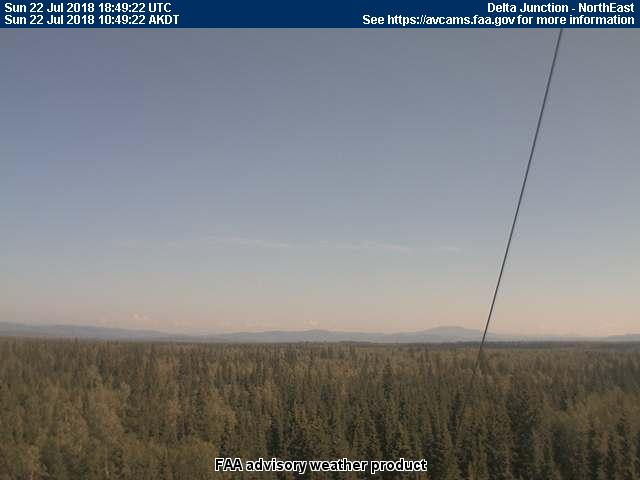 Sun 22 Jul 2018 18:49:22 UTC
Delta Junction - NorthEast
Sun 22 Jul 2018 10:49:22 AKDT
See https://avcams.faa.gov for more information
FAA advisory weather product